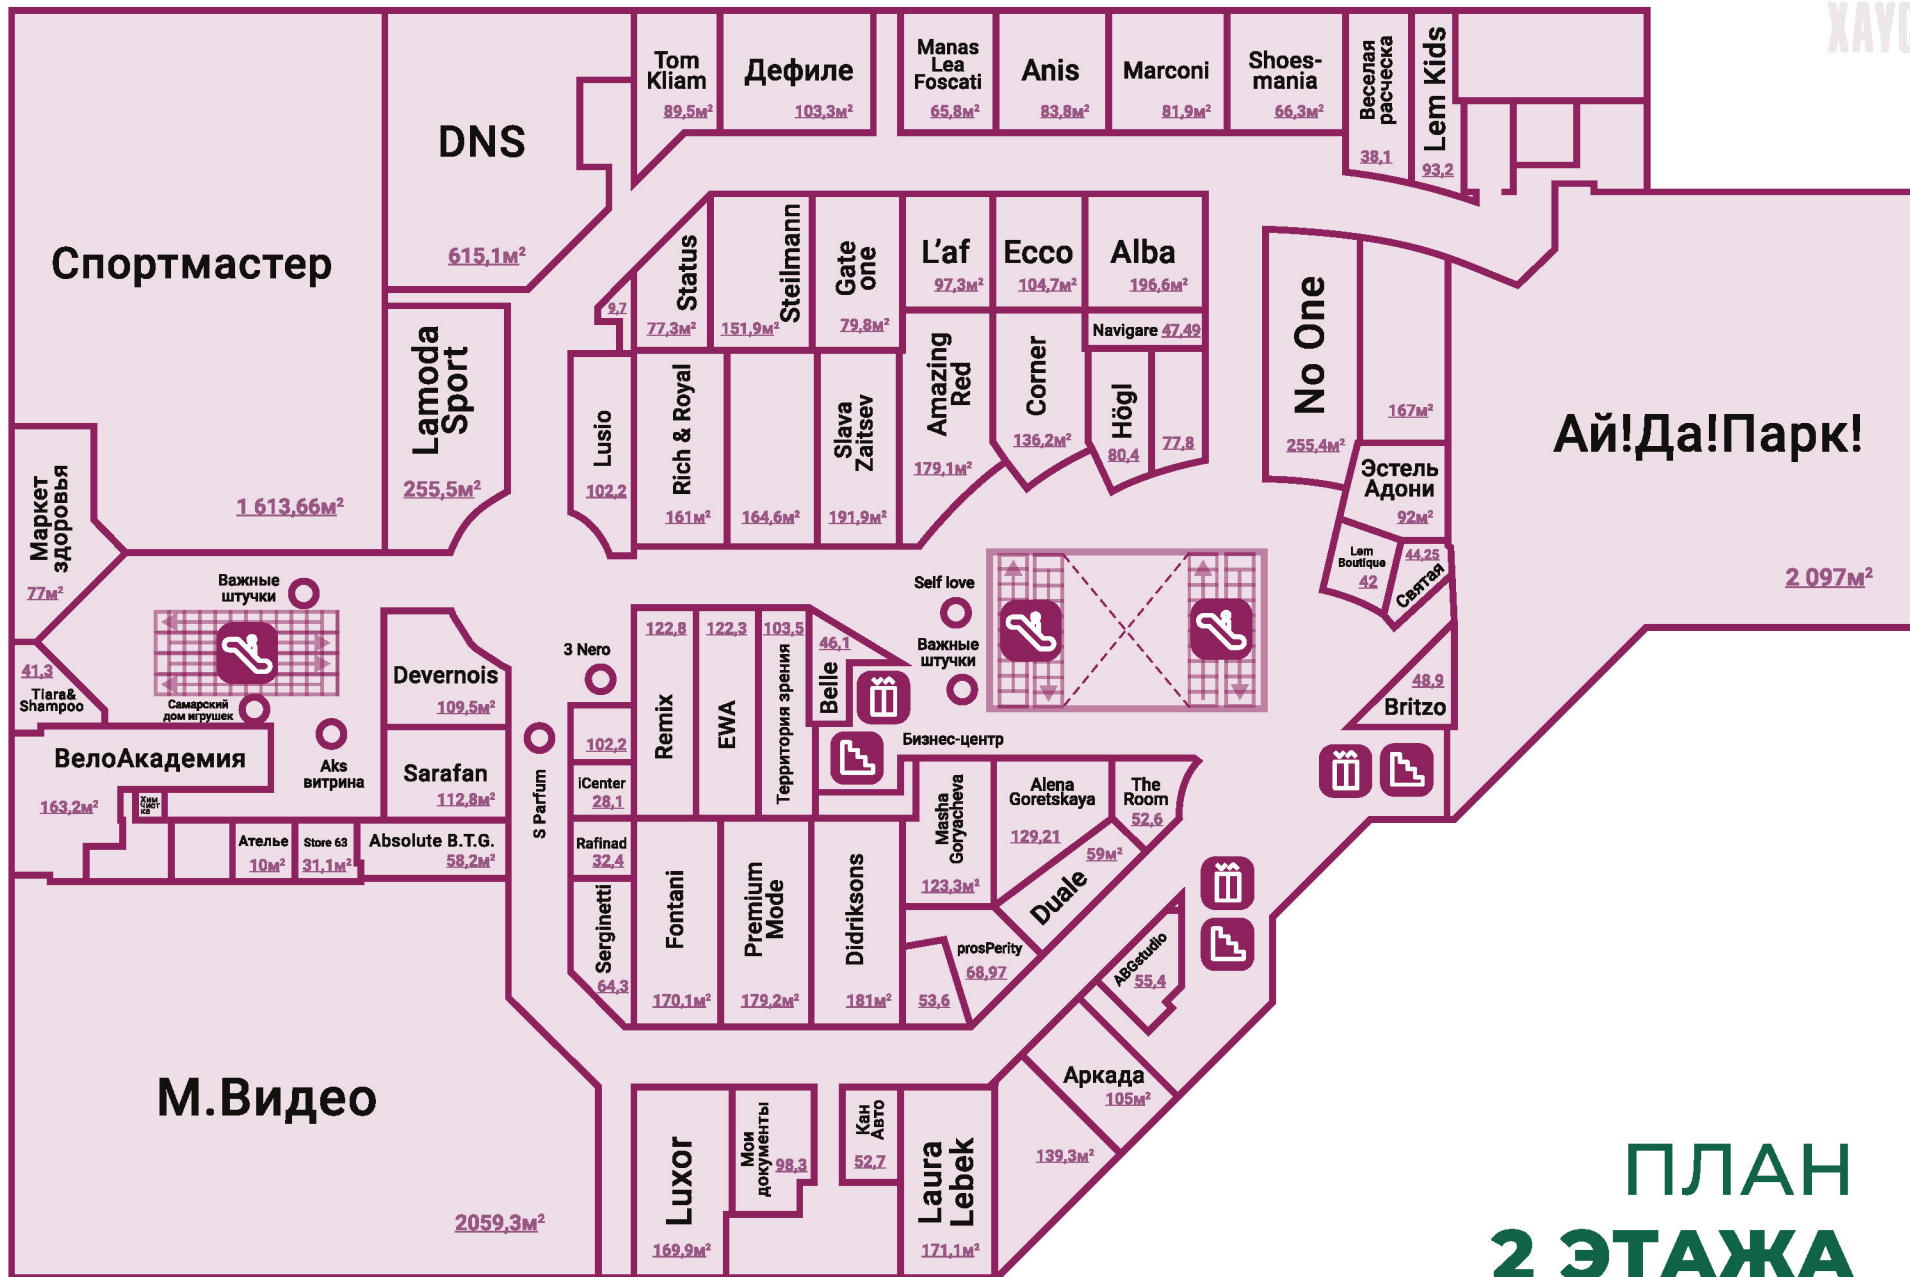 ХАУС
Tom
Kliam
89,5м²
Дефиле
103,3м²
Manas
Lea
Foscati
65,8м²
Anis
83,8м²
Marconi
81,9м²
Shoes-
mania
66,3м²
Веселая
расческа
38,1
Lem Kids
93,2
DNS
615,1м²
Спортмастер
1 613,66м²
Lamoda
Sport
255,5м²
9,7
Status
77,3м²
Steilmann
151,9м²
Gate
one
79,8м²
L'af
97,3м²
Ecco
104,7м²
Alba
196,6м²
Navigare 47,49
Lusio
102,2
Rich & Royal
161м²
164,6м²
Slava
Zaitsev
191,9м²
Amazing
Red
179,1м²
Corner
136,2м²
Högl
80,4
77,8
No One
255,4м²
167м²
Эстель
Адони
92м²
Lem
Boutique
42
44,25
Святая
Ай!Да!Парк!
2 097м²
Маркет
здоровья
77м²
Важные
штучки
41,3
Tiara&
Shampoo
Самарский
дом игрушек
Aks
витрина
ВелоАкадемия
163,2м²
Хим
чист
ка
Ателье
10м²
Store 63
31,1м²
Absolute B.T.G.
58,2м²
Devernois
109,5м²
Sarafan
112,8м²
3 Nero
S Parfum
102,2
iCenter
28,1
Rafinad
32,4
Serginetti
64,3
122,8
Remix
122,3
EWA
103,5
Территория зрения
46,1
Belle
Self love
Важные
штучки
Бизнес-центр
48,9
Britzo
Fontani
170,1м²
Premium
Mode
179,2м²
Didriksons
181м²
Masha
Goryacheva
123,3м²
Alena
Goretskaya
129,21
The
Room
52,6
59м²
Duale
prosPerity
68,97
53,6
ABGstudio
55,4
Аркада
105м²
139,3м²
М.Видео
2059,3м²
Luxor
169,9м²
Мои
документы
98,3
Кан
Авто
52,7
Laura
Lebek
171,1м²
ПЛАН
2 ЭТАЖА